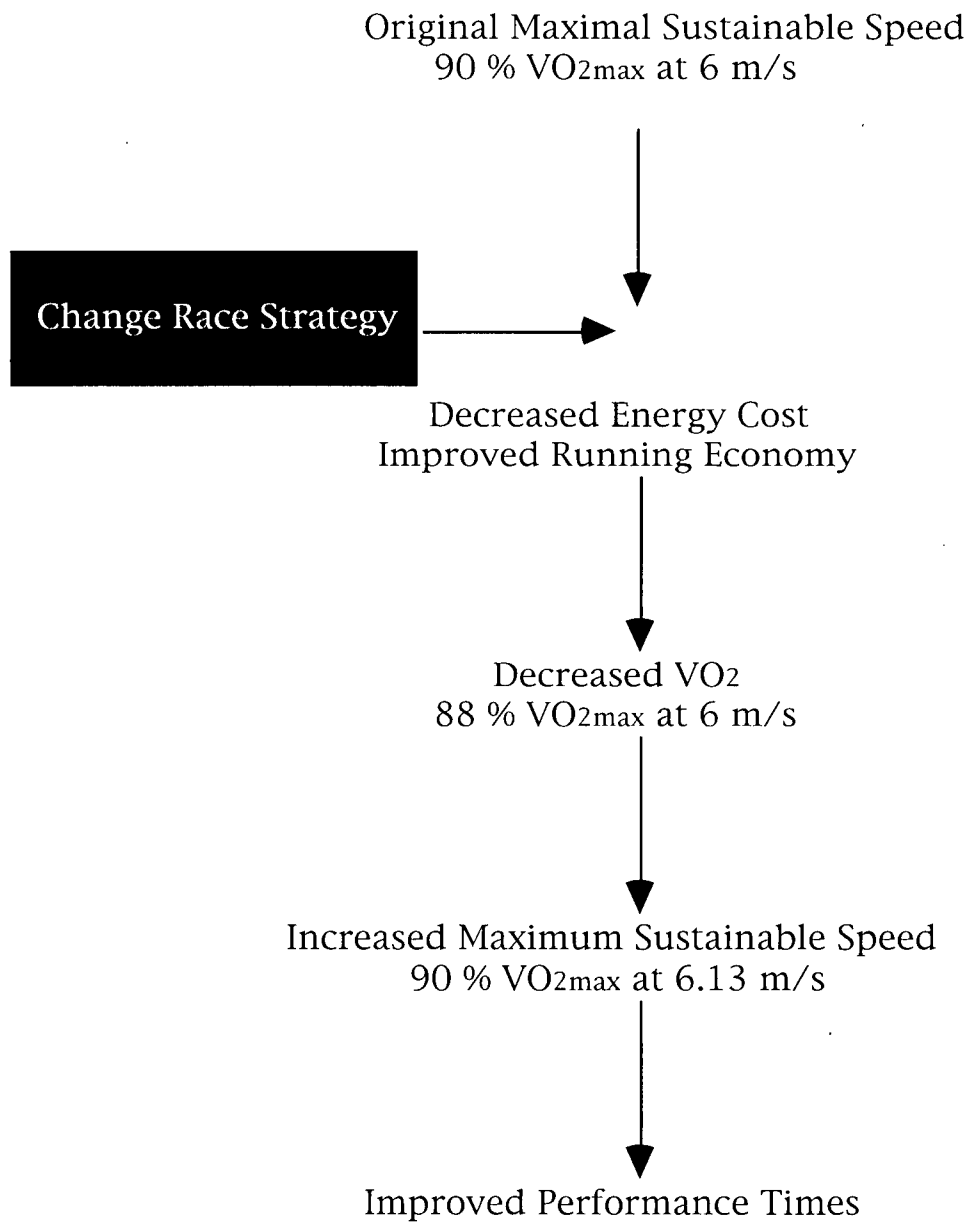 Original Maximal Sustainable Speed
90 % VO2max at 6 m/s
Change Race Strategy
Decreased Energy Cost
Improved Running Economy
Decreased VO2
88 % VO2max at 6 m/s
Increased Maximum Sustainable Speed
90 % VO2max at 6.13 m/s
Improved Performance Times